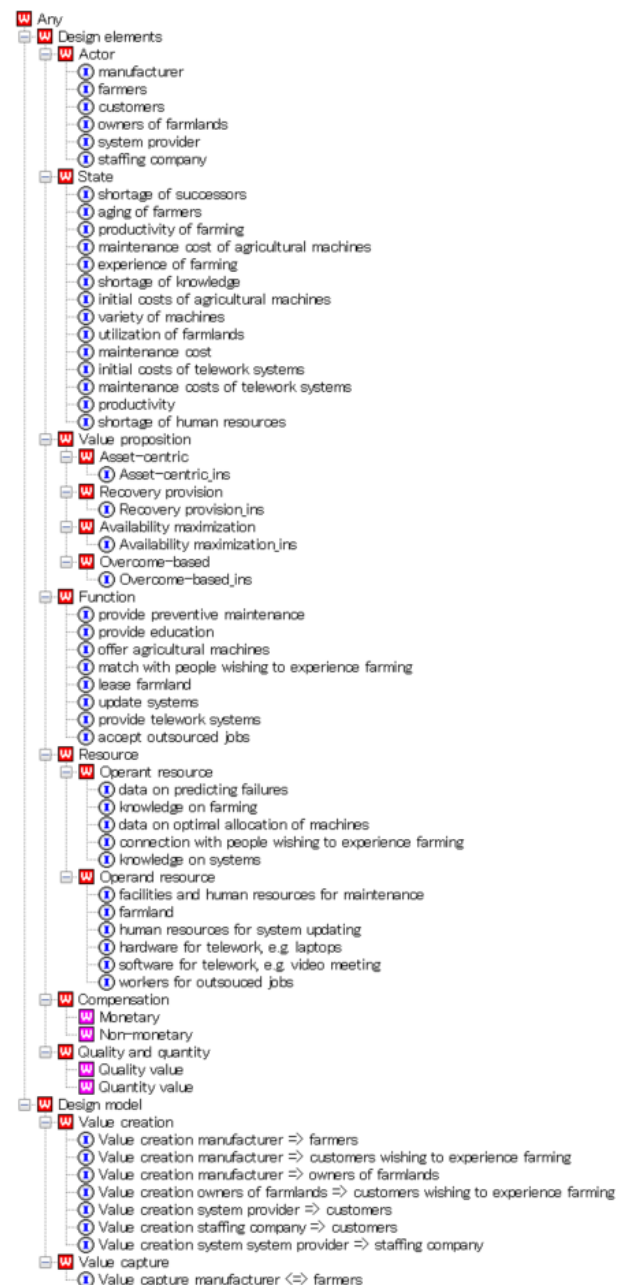 Any
Design elements
Actor
manufacturer
farmers
customers
owners of farmlands
system provider
staffing company
State
shortage of successors
aging of farmers
productivity of farming
maintenance cost of agricultural machines
experience of farming
shortage of knowledge
initial costs of agricultural machines
variety of machines
utilization of farmlands
maintenance cost
initial costs of telework systems
maintenance costs of telework systems
productivity
shortage of human resources
Value proposition
Asset-centric
Asset-centric_ins
Recovery provision
Recovery provision_ins
Availability maximization
Availability maximization_ins
Overcome-based
Overcome-based_ins
Function
provide preventive maintenance
provide education
offer agricultural machines
match with people wishing to experience farming
lease farmland
update systems
provide telework systems
accept outsourced jobs
Resource
Operant resource
data on predicting failures
knowledge on farming
data on optimal allocation of machines
connection with people wishing to experience farming
knowledge on systems
Operand resource
facilities and human resources for maintenance
farmland
human resources for system updating
hardware for telework, e.g. laptops
software for telework, e.g. video meeting
workers for outsouced jobs
Compensation
Monetary
Non-monetary
Quality and quantity
Quality value
Quantity value
Design model
Value creation
Value creation manufacturer => farmers
Value creation manufacturer => customers wishing to experience farming
Value creation manufacturer => owners of farmlands
Value creation owners of farmlands => customers wishing to experience farming
Value creation system provider => customers
Value creation staffing company => customers
Value creation system system provider => staffing company
Value capture
Value capture manufacturer <=> farmers